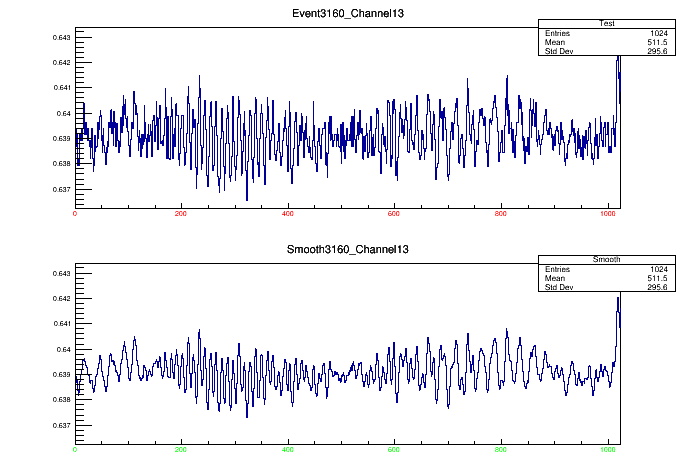 Event3160_Channel13
Test
Entries 1024
Mean 511.5
Std Dev 295.6
0.643
0.642
0.641
0.64
0.639
0.638
0.637
0 200 400 600 800 1000
Smooth3160_Channel13
Smooth
Entries 1024
Mean 511.5
Std Dev 295.6
0.643
0.642
0.641
0.64
0.639
0.638
0.637
0 200 400 600 800 1000